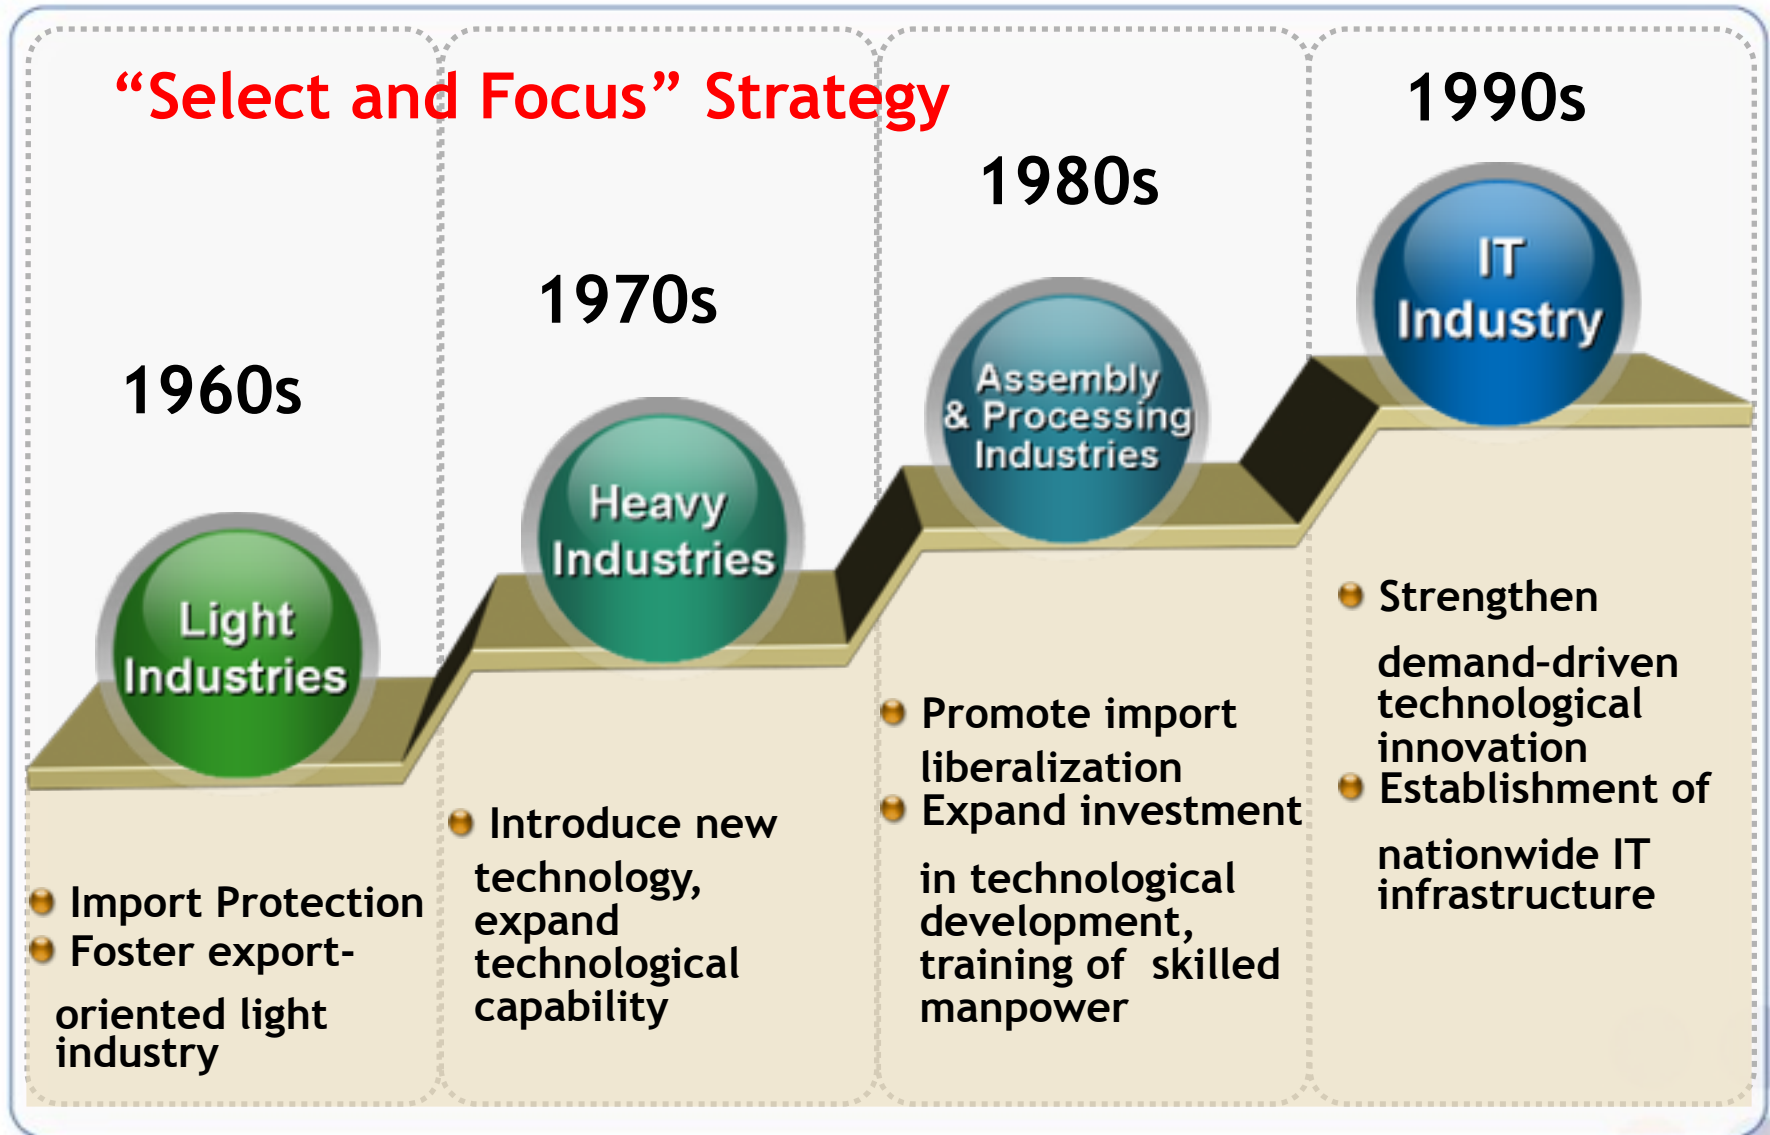 “Select and Focus” Strategy
1960s
Light
Industries
Import Protection
Foster export-
oriented light
industry
1970s
Heavy
Industries
Introduce new
technology,
expand
technological
capability
1980s
Assembly
& Processing
Industries
Promote import
liberalization
Expand investment
in technological
development,
training of skilled
manpower
1990s
IT
Industry
Strengthen
demand-driven
technological
innovation
Establishment of
nationwide IT
infrastructure